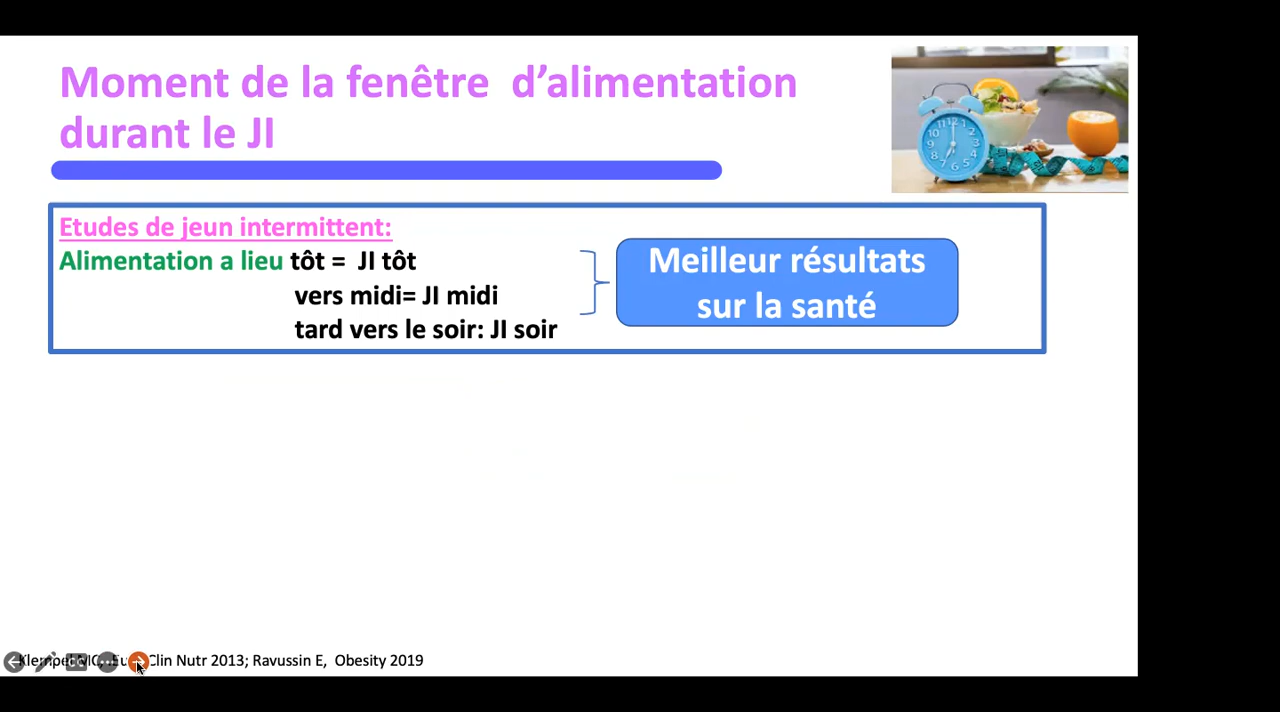 Moment de la fenêtre d’alimentation
durant le JI
Etudes de jeun intermittent:
Alimentation a lieu tôt = JI tôt
vers midi= JI midi
tard vers le soir: JI soir
Meilleur résultats
sur la santé
Clin Nutr 2013; Ravussin E, Obesity 2019